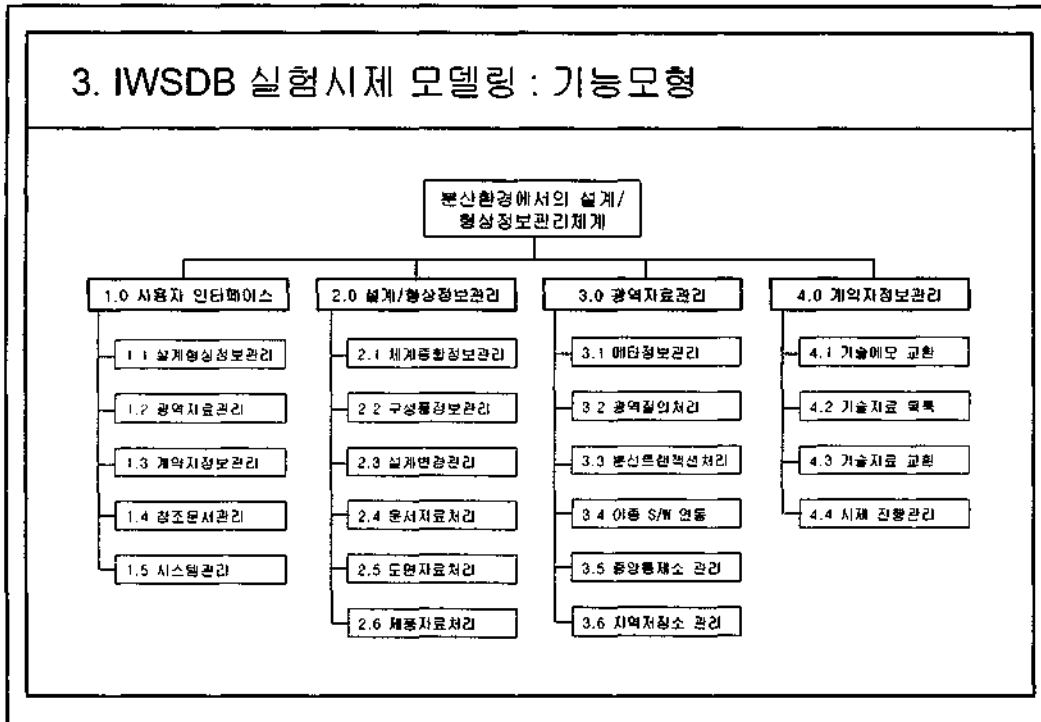 3. IWSDB 실험시제 모델링 : 기능모형
분산환경에서의 설계/
형상정보관리체계
1.0 사용자 인터페이스
2.0 설계/형상정보관리
3.0 광역자료관리
4.0 계약자정보관리
1.1 설계형상정보관리
1.2 광역자료관리
1.3 계약자정보관리
1.4 참조문서관리
1.5 시스템관리
2.1 체계종합정보관리
2.2 구성품정보관리
2.3 설계변경관리
2.4 문서자료처리
2.5 도면자료처리
2.6 제품자료처리
3.1 메타정보관리
3.2 광역질의처리
3.3 분산트랜잭션처리
3.4 이종 S/W 연동
3.5 중앙통제소 관리
3.6 지역저장소 관리
4.1 기술메모 교환
4.2 기술자료 목록
4.3 기술자료 교환
4.4 시제 진행관리